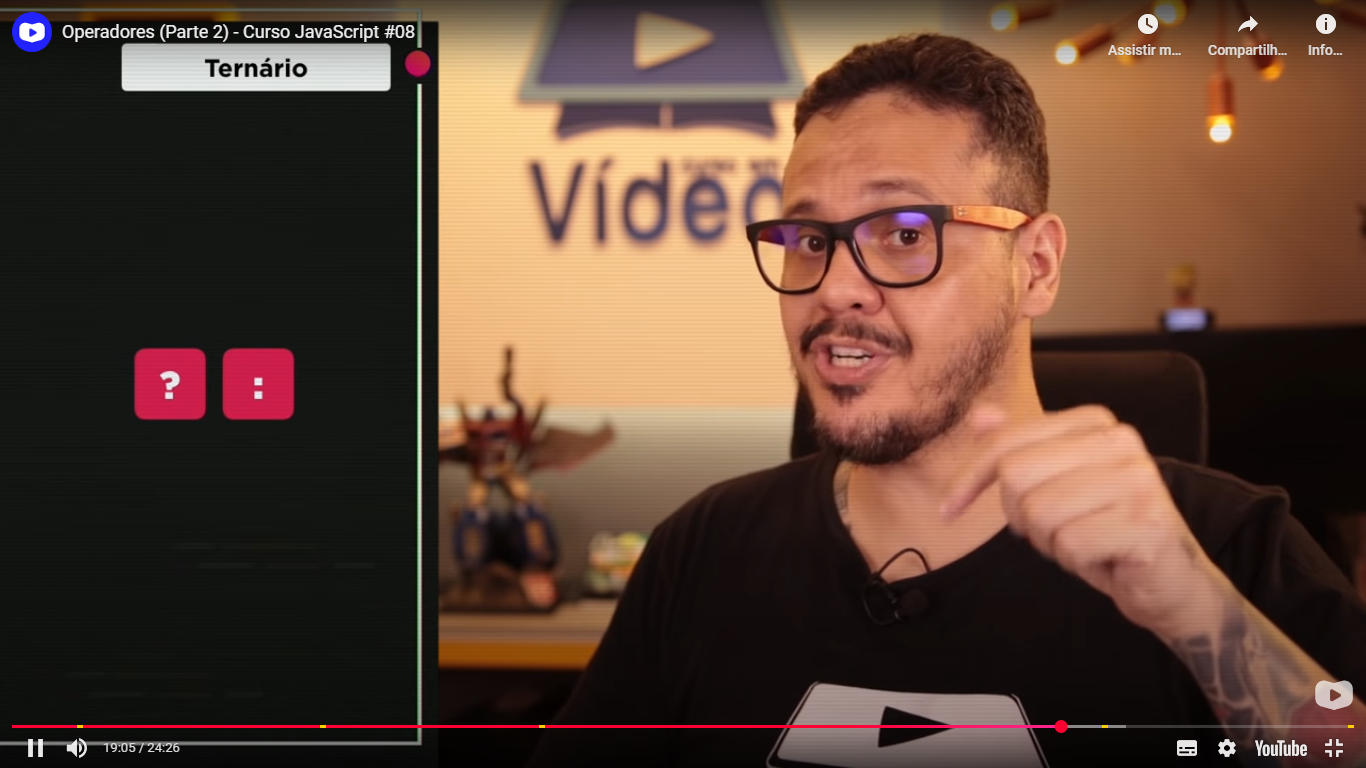 Operadores (Parte 2) - Curso JavaScript #08
Assistir m...
Compartilh...
Info...
Ternário
? :
Vídeo
19:05 / 24:26
YouTube